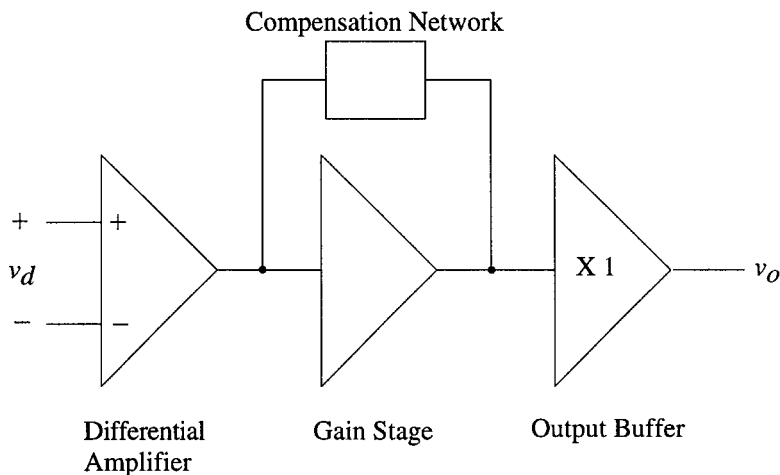 Compensation Network
+
+
v_d
X 1
v_o
−
−
Differential
Amplifier
Gain Stage
Output Buffer